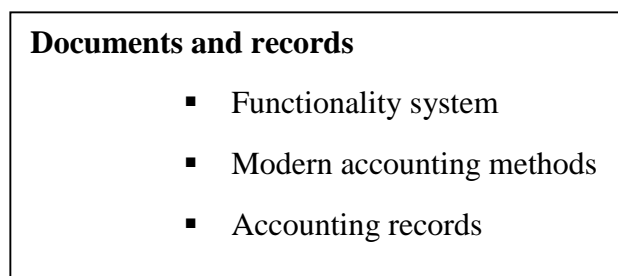 Documents and records
▪ Functionality system
▪ Modern accounting methods
▪ Accounting records